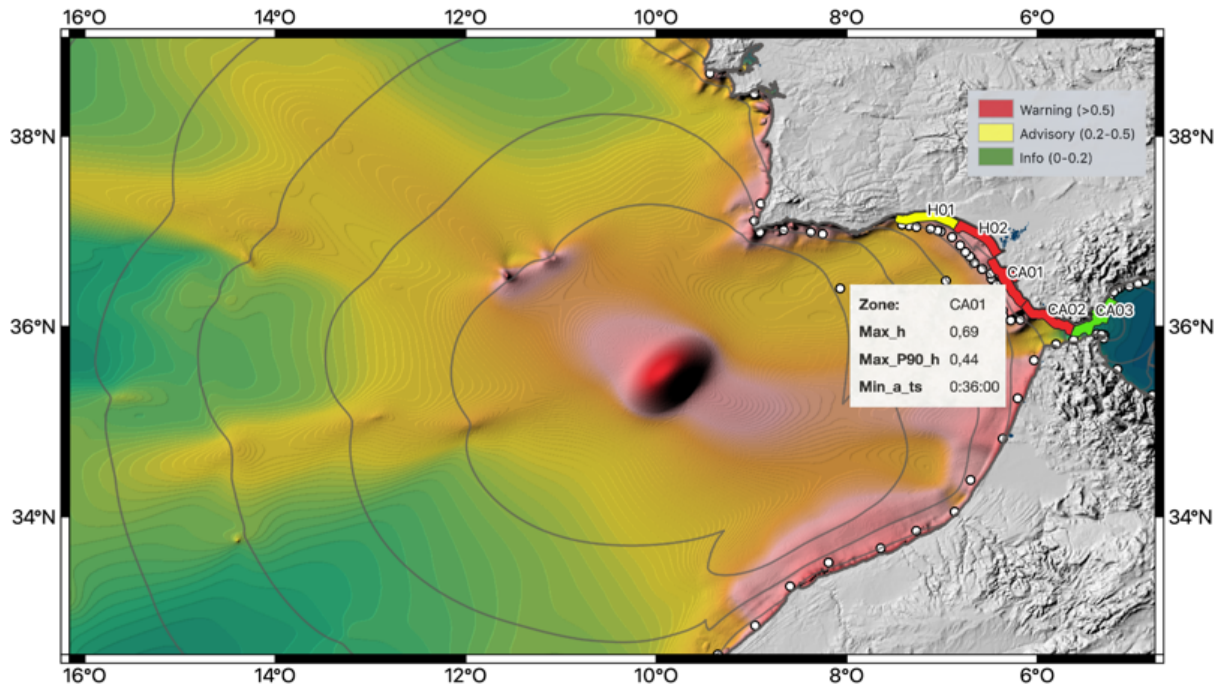 16°O 14°O 12°O 10°O 8°O 6°O
38°N 38°N
Warning (>0.5)
Advisory (0.2-0.5)
Info (0-0.2)
H01
H02
CA01
CA02 CA03
36°N 36°N
Zone: CA01
Max_h 0,69
Max_P90_h 0,44
Min_a_ts 0:36:00
34°N 34°N
16°O 14°O 12°O 10°O 8°O 6°O